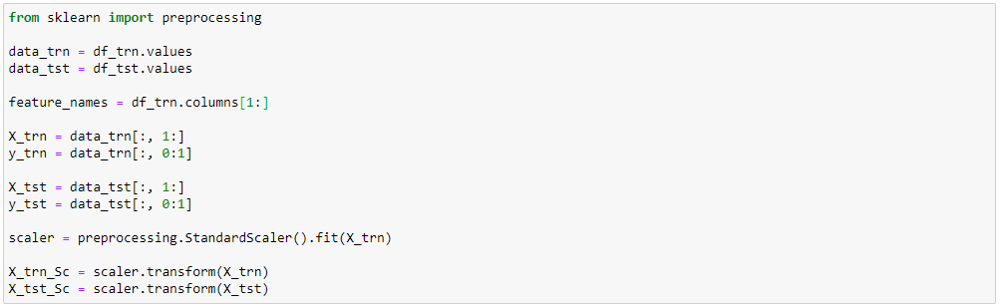 from sklearn import preprocessing
data_trn = df_trn.values
data_tst = df_tst.values
feature_names = df_trn.columns[1:]
X_trn = data_trn[:, 1:]
y_trn = data_trn[:, 0:1]
X_tst = data_tst[:, 1:]
y_tst = data_tst[:, 0:1]
scaler = preprocessing.StandardScaler().fit(X_trn)
X_trn_Sc = scaler.transform(X_trn)
X_tst_Sc = scaler.transform(X_tst)